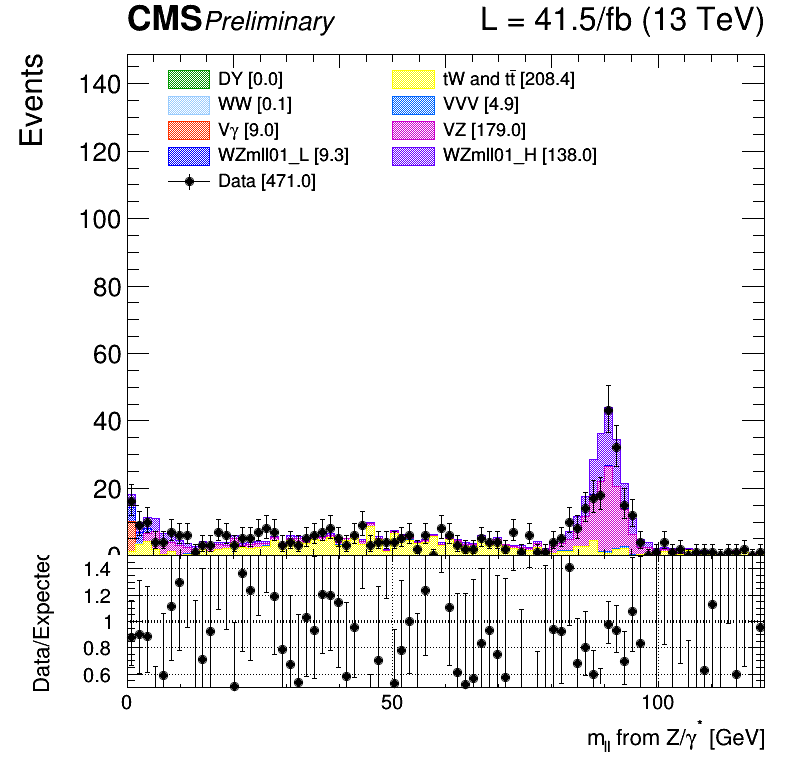 CMS Preliminary L = 41.5/fb (13 TeV)
Events
140
120
100
80
60
40
20
0
DY [0.0]
WW [0.1]
Vγ [9.0]
WZmll01_L [9.3]
Data [471.0]
tW and tt̄ [208.4]
VVV [4.9]
VZ [179.0]
WZmll01_H [138.0]
Data/Expected
1.4
1.2
1
0.8
0.6
0 50 100
m_ll from Z/γ* [GeV]